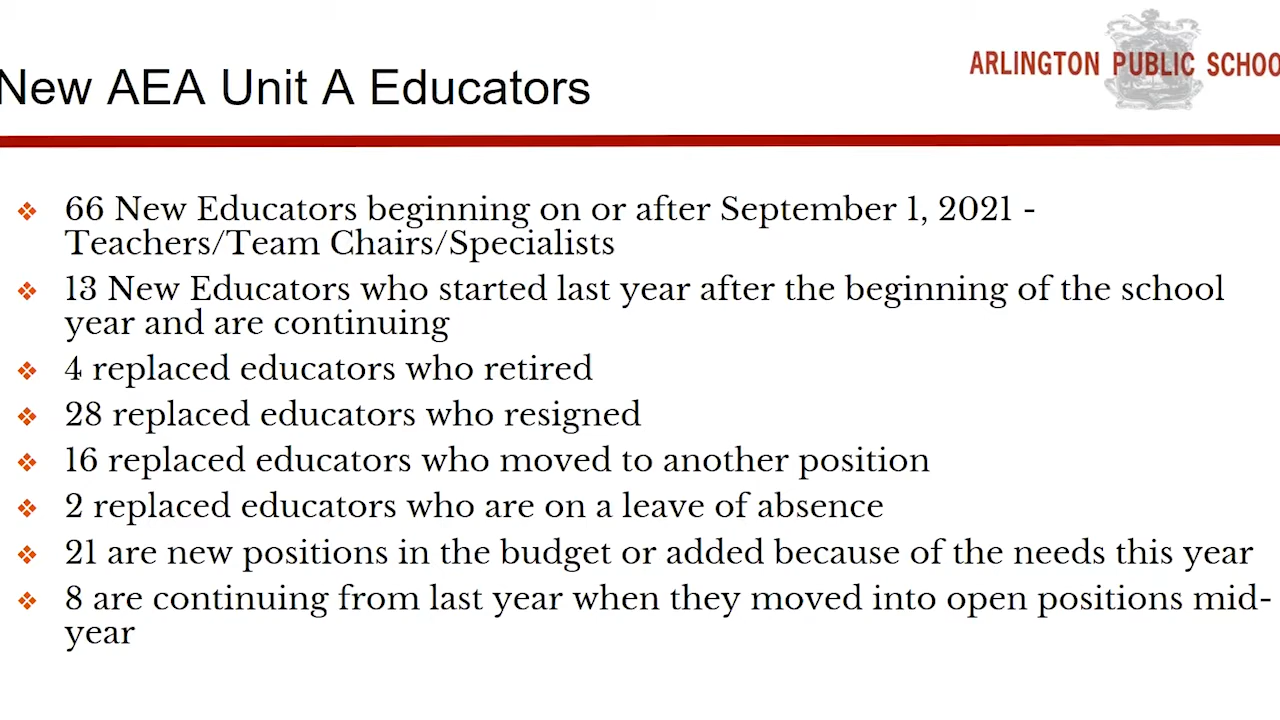 ARLINGTON PUBLIC SCHOO
New AEA Unit A Educators
66 New Educators beginning on or after September 1, 2021 -
Teachers/Team Chairs/Specialists
13 New Educators who started last year after the beginning of the school
year and are continuing
4 replaced educators who retired
28 replaced educators who resigned
16 replaced educators who moved to another position
2 replaced educators who are on a leave of absence
21 are new positions in the budget or added because of the needs this year
8 are continuing from last year when they moved into open positions mid-
year